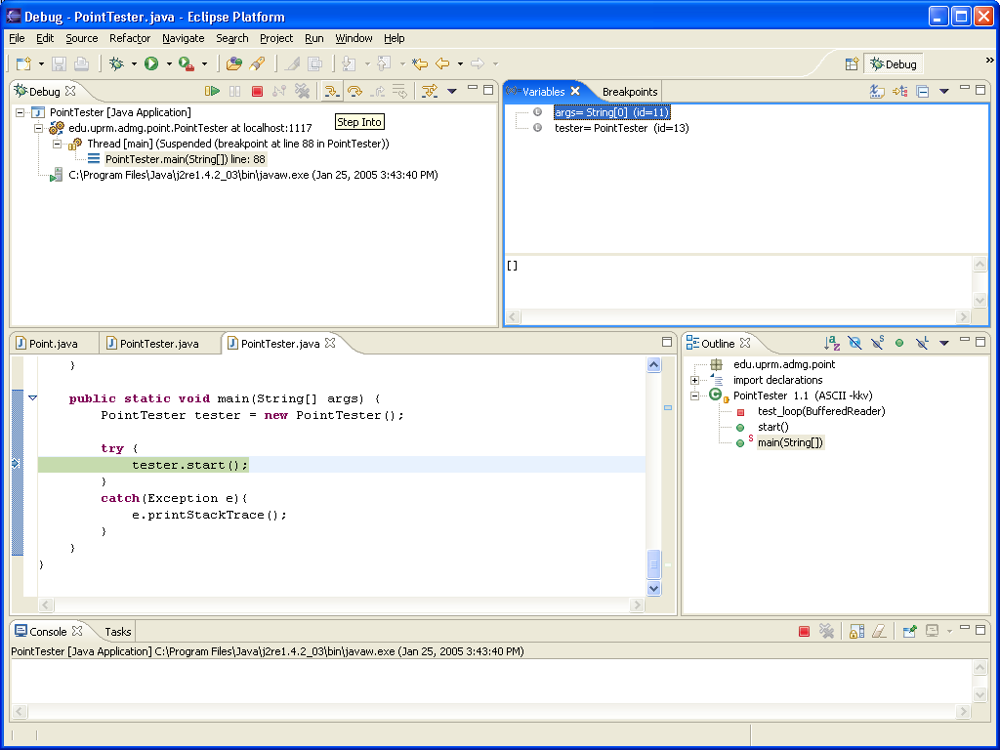 Debug - PointTester.java - Eclipse Platform
File Edit Source Refactor Navigate Search Project Run Window Help
Debug
Debug
PointTester [Java Application]
edu.uprm.admg.point.PointTester at localhost:1117
Thread [main] (Suspended (breakpoint at line 88 in PointTester))
PointTester.main(String[]) line: 88
C:\Program Files\Java\j2re1.4.2_03\bin\javaw.exe (Jan 25, 2005 3:43:40 PM)
Step Into
Variables Breakpoints
args= String[0] (id=11)
tester= PointTester (id=13)
[]
Point.java PointTester.java PointTester.java
}
public static void main(String[] args) {
PointTester tester = new PointTester();
try {
tester.start();
}
catch(Exception e){
e.printStackTrace();
}
}
}
Outline
edu.uprm.admg.point
import declarations
PointTester 1.1 (ASCII -kkv)
test_loop(BufferedReader)
start()
main(String[])
Console Tasks
PointTester [Java Application] C:\Program Files\Java\j2re1.4.2_03\bin\javaw.exe (Jan 25, 2005 3:43:40 PM)